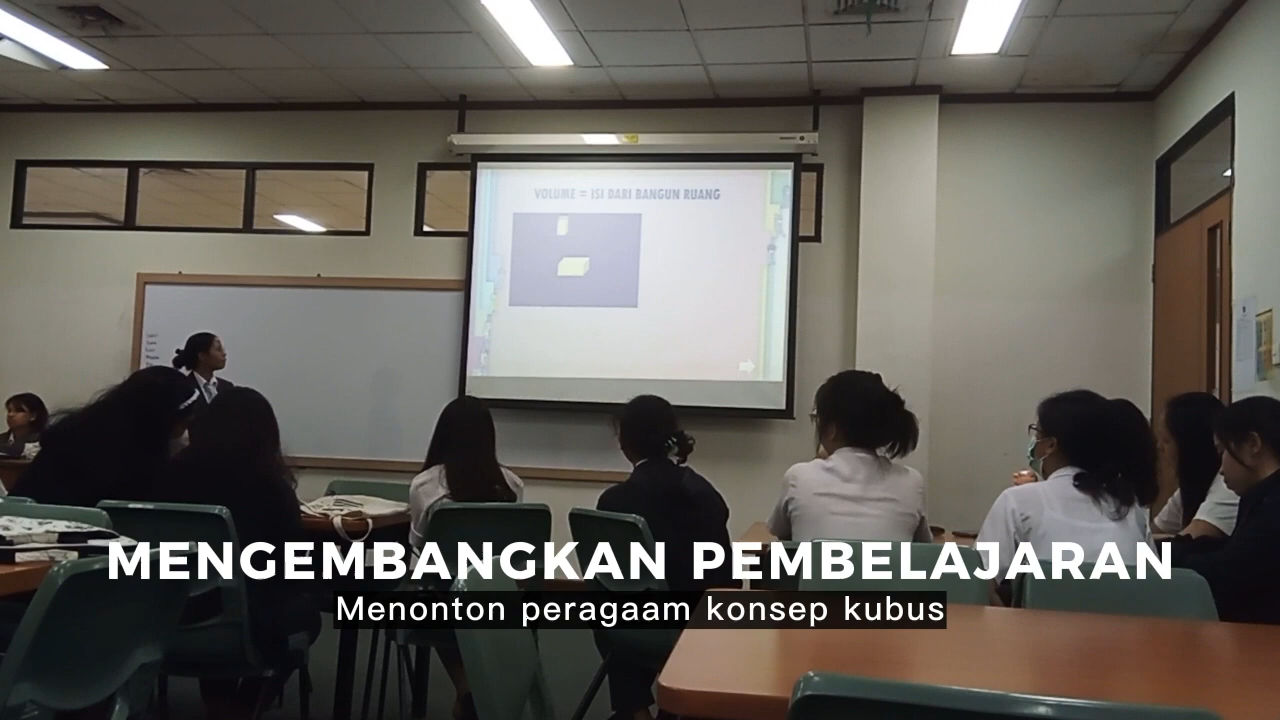 VOLUME = ISI DARI BANGUN RUANG
MENGEMBANGKAN PEMBELAJARAN
Menonton peragaam konsep kubus